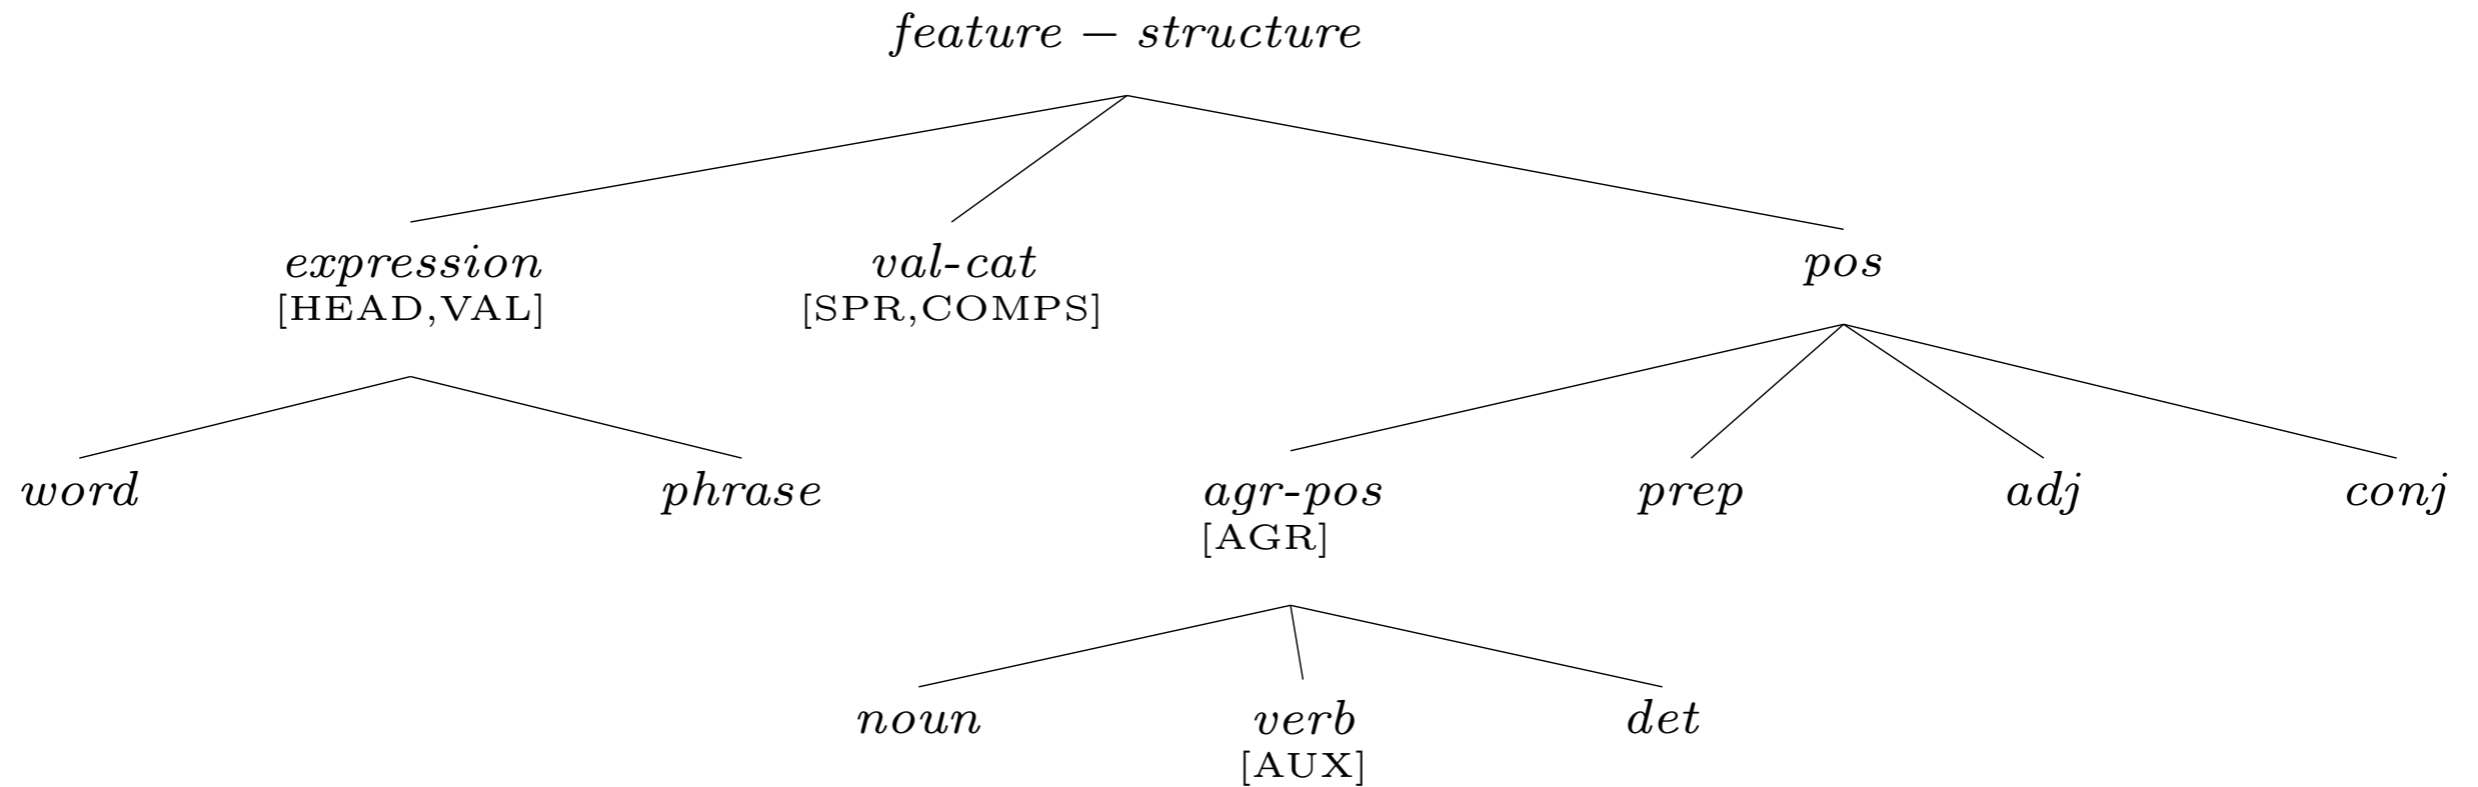 feature – structure
expression val-cat pos
[HEAD,VAL] [SPR,COMPS]
word phrase agr-pos prep adj conj
[AGR]
noun verb det
[AUX]